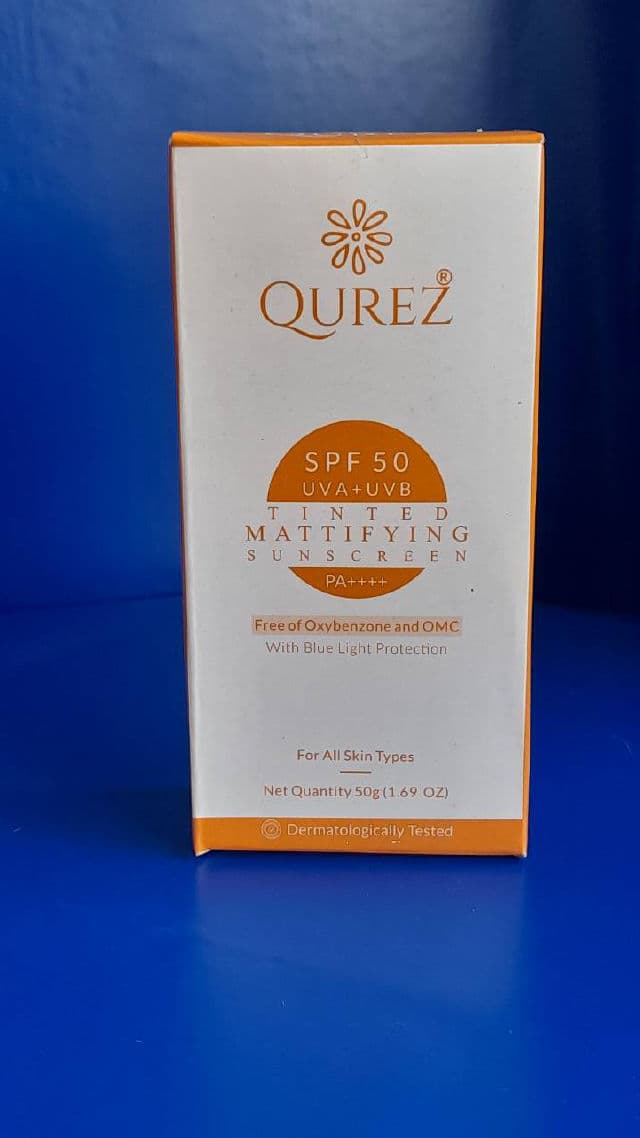 QUREZ®
SPF 50
UVA+UVB
TINTED
MATTIFYING
SUNSCREEN
PA++++
Free of Oxybenzone and OMC
With Blue Light Protection
For All Skin Types
Net Quantity 50g (1.69 OZ)
Dermatologically Tested